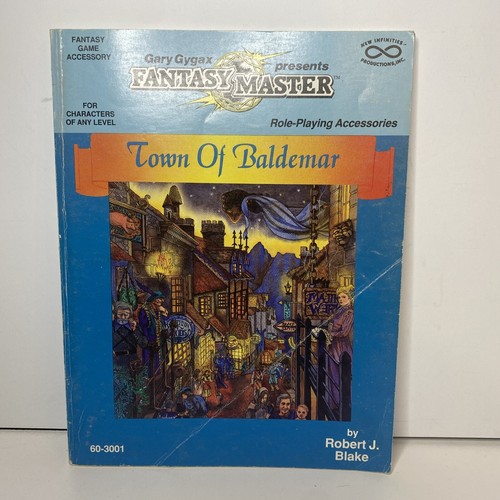 FANTASY
GAME
ACCESSORY
FOR
CHARACTERS
OF ANY LEVEL
Gary Gygax presents
FANTASY MASTER™
NEW INFINITIES
PRODUCTIONS, INC.
Role-Playing Accessories
Town Of Baldemar
by
Robert J.
Blake
60-3001